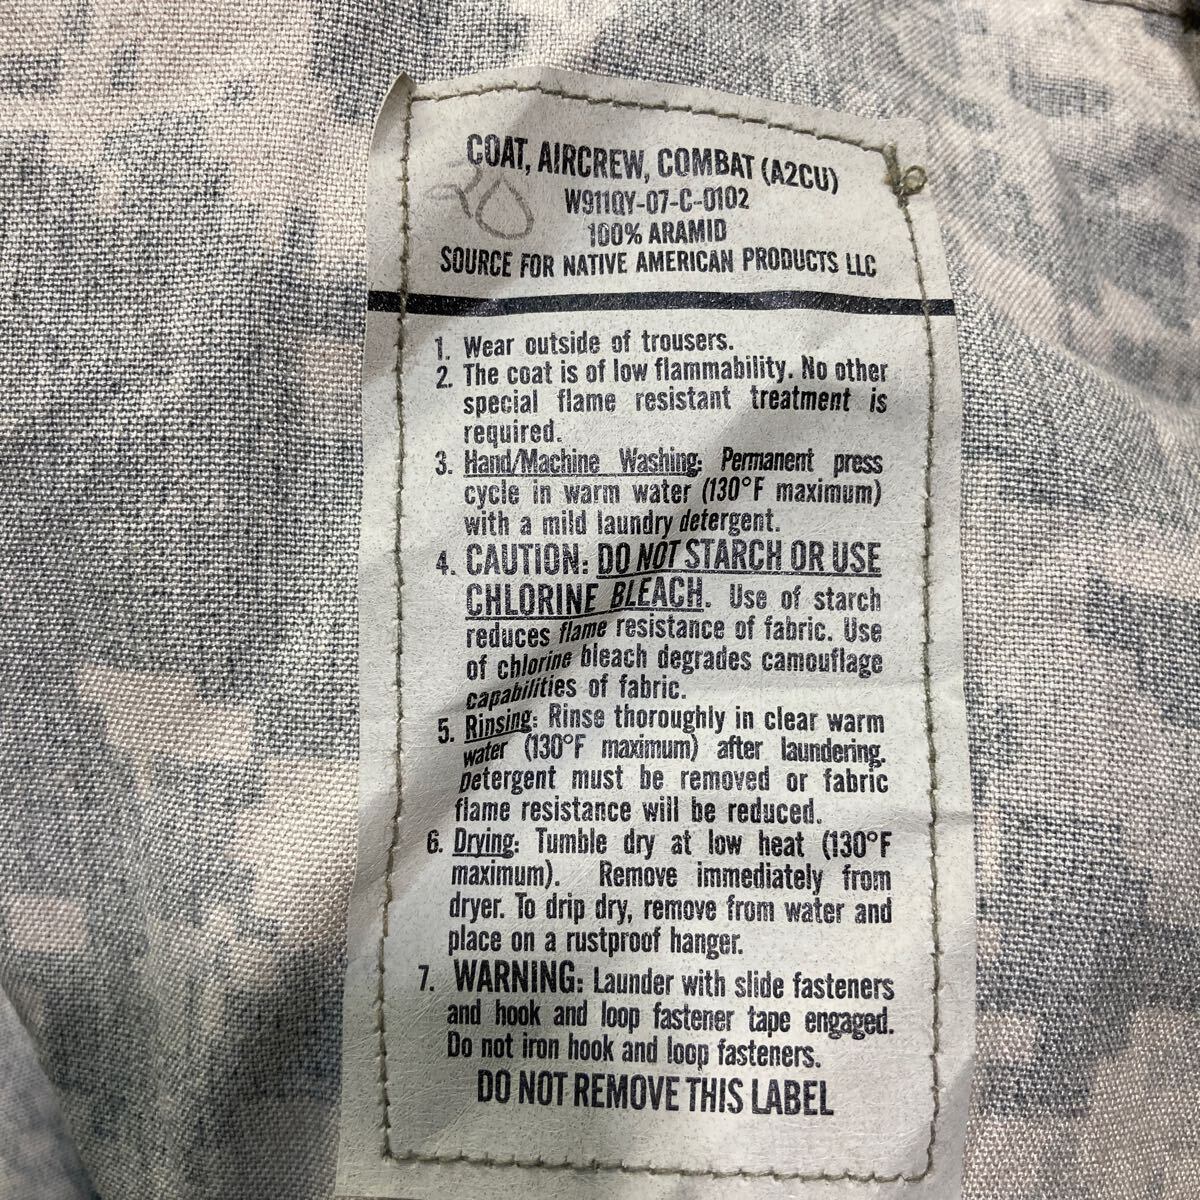 COAT, AIRCREW, COMBAT (A2CU)
20
W911QY-07-C-0102
100% ARAMID
SOURCE FOR NATIVE AMERICAN PRODUCTS LLC
1. Wear outside of trousers.
2. The coat is of low flammability. No other
special flame resistant treatment is
required.
3. Hand/Machine Washing: Permanent press
cycle in warm water (130°F maximum)
with a mild laundry detergent.
4. CAUTION: DO NOT STARCH OR USE
CHLORINE BLEACH. Use of starch
reduces flame resistance of fabric. Use
of chlorine bleach degrades camouflage
capabilities of fabric.
5. Rinsing: Rinse thoroughly in clear warm
water (130°F maximum) after laundering.
Detergent must be removed or fabric
flame resistance will be reduced.
6. Drying: Tumble dry at low heat (130°F
maximum). Remove immediately from
dryer. To drip dry, remove from water and
place on a rustproof hanger.
7. WARNING: Launder with slide fasteners
and hook and loop fastener tape engaged.
Do not iron hook and loop fasteners.
DO NOT REMOVE THIS LABEL